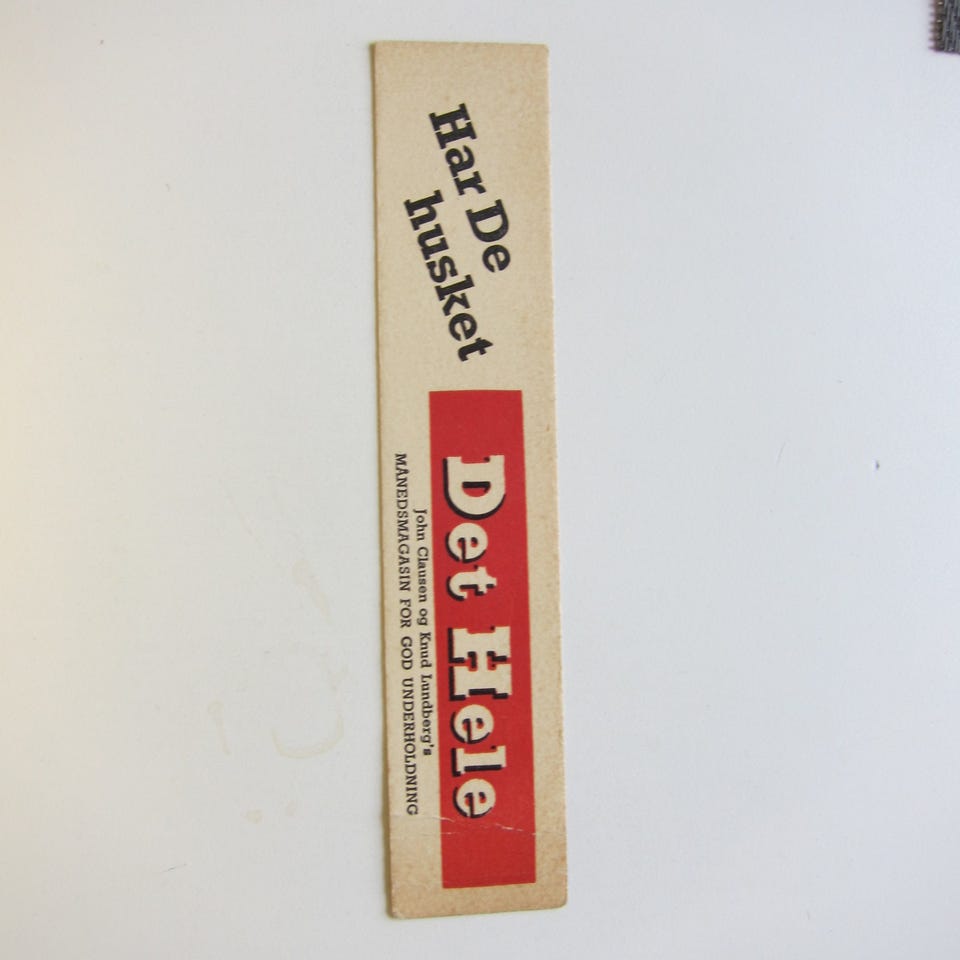 Har De
husket
Det Hele
John Clausen og Knud Lundberg's
MÅNEDSMAGASIN FOR GOD UNDERHOLDNING